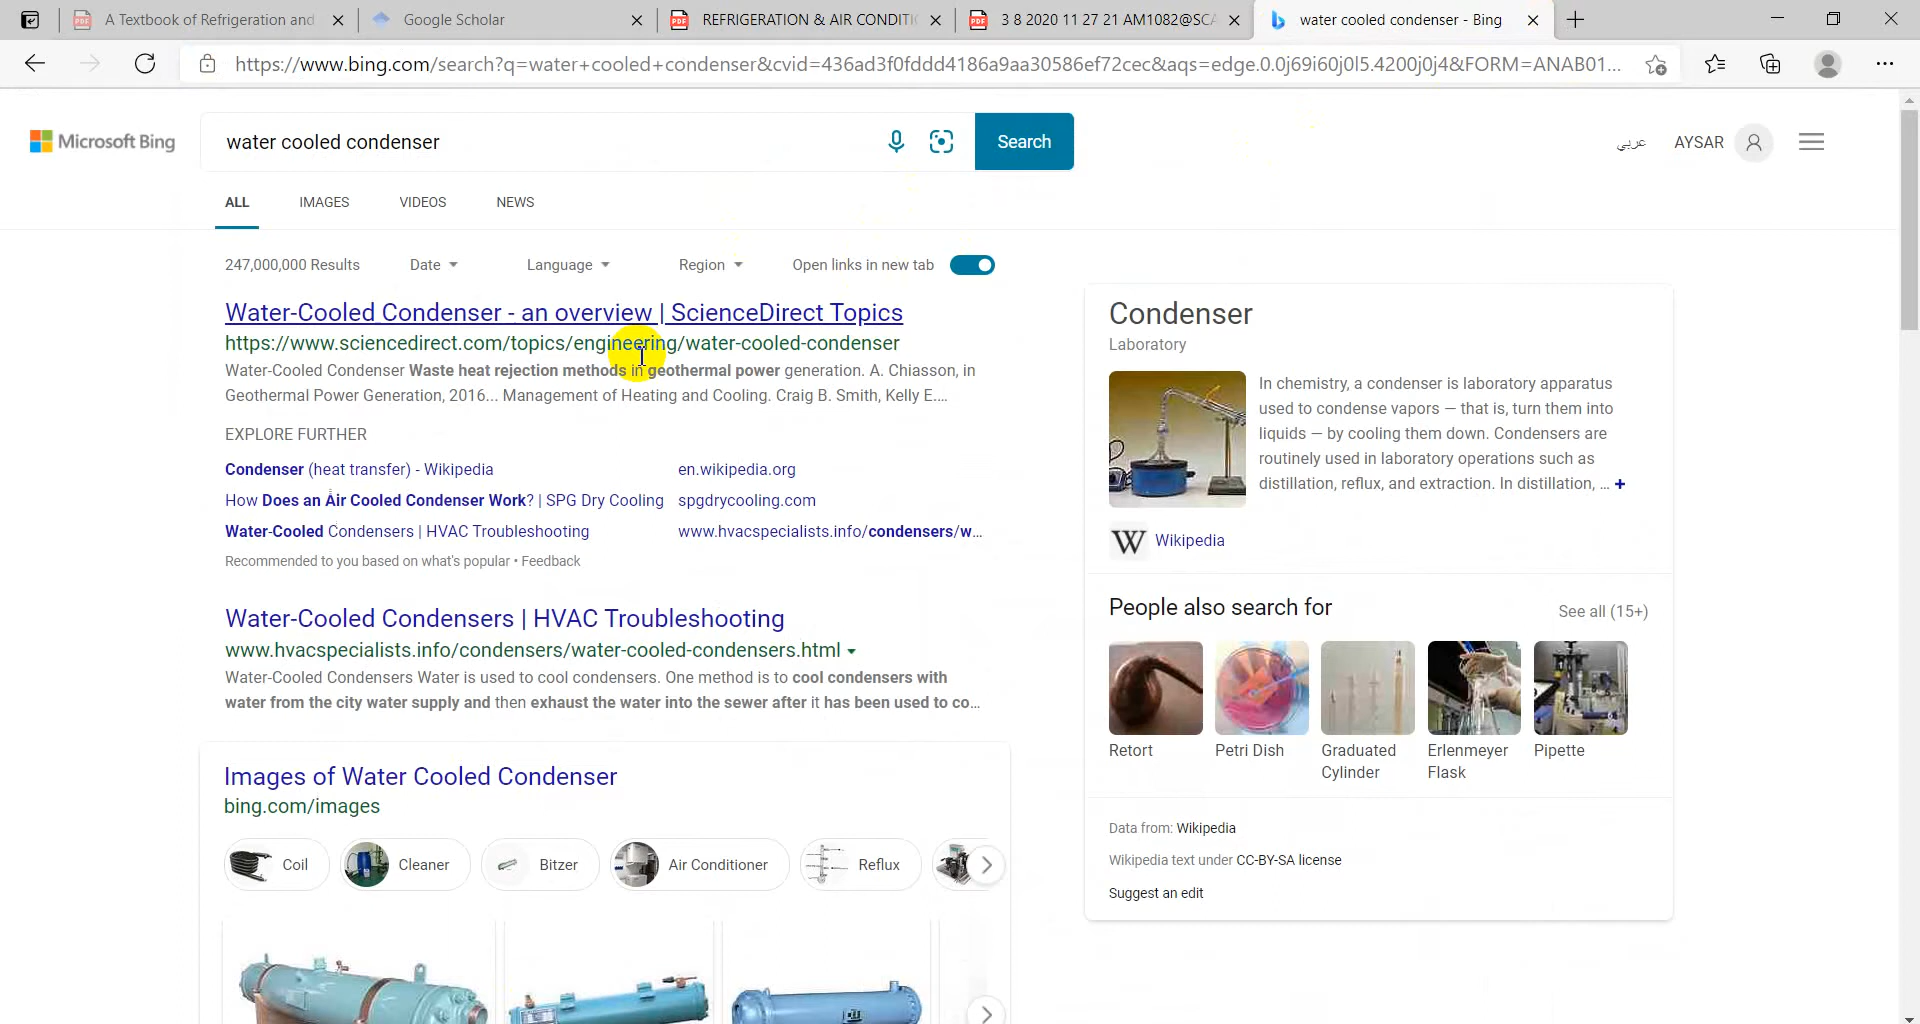 A Textbook of Refrigeration and
Google Scholar
REFRIGERATION & AIR CONDITI
3 8 2020 11 27 21 AM1082@SCA
water cooled condenser - Bing
https://www.bing.com/search?q=water+cooled+condenser&cvid=436ad3f0fddd4186a9aa30586ef72cec&aqs=edge.0.0j69i60j0l5.4200j0j4&FORM=ANAB01...
Microsoft Bing
water cooled condenser
Search
عربي
AYSAR
ALL
IMAGES
VIDEOS
NEWS
247,000,000 Results
Date
Language
Region
Open links in new tab
Water-Cooled Condenser - an overview | ScienceDirect Topics
https://www.sciencedirect.com/topics/engineering/water-cooled-condenser
Water-Cooled Condenser Waste heat rejection methods in geothermal power generation. A. Chiasson, in
Geothermal Power Generation, 2016... Management of Heating and Cooling. Craig B. Smith, Kelly E....
EXPLORE FURTHER
Condenser (heat transfer) - Wikipedia en.wikipedia.org
How Does an Air Cooled Condenser Work? | SPG Dry Cooling spgdrycooling.com
Water-Cooled Condensers | HVAC Troubleshooting www.hvacspecialists.info/condensers/w...
Recommended to you based on what's popular • Feedback
Water-Cooled Condensers | HVAC Troubleshooting
www.hvacspecialists.info/condensers/water-cooled-condensers.html
Water-Cooled Condensers Water is used to cool condensers. One method is to cool condensers with
water from the city water supply and then exhaust the water into the sewer after it has been used to co...
Images of Water Cooled Condenser
bing.com/images
Coil
Cleaner
Bitzer
Air Conditioner
Reflux
Condenser
Laboratory
In chemistry, a condenser is laboratory apparatus
used to condense vapors — that is, turn them into
liquids — by cooling them down. Condensers are
routinely used in laboratory operations such as
distillation, reflux, and extraction. In distillation, ... +
W Wikipedia
People also search for
See all (15+)
Retort
Petri Dish
Graduated
Cylinder
Erlenmeyer
Flask
Pipette
Data from: Wikipedia
Wikipedia text under CC-BY-SA license
Suggest an edit